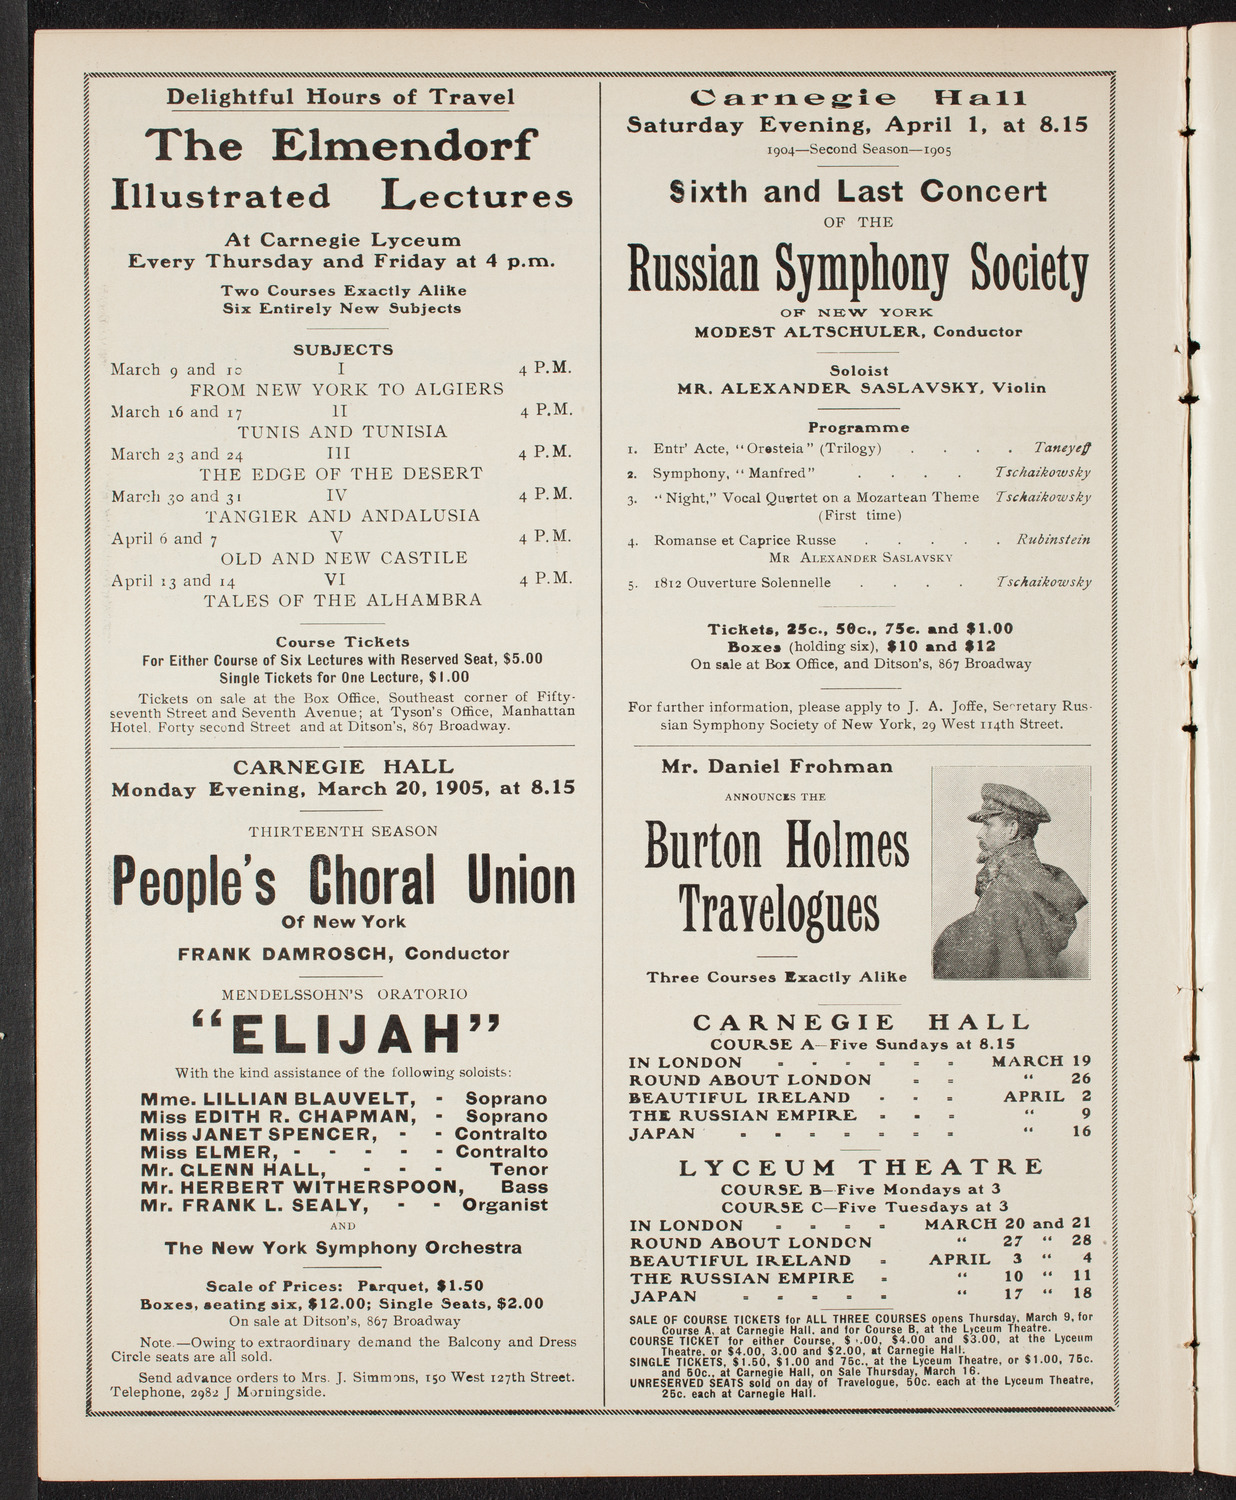 Delightful Hours of Travel
The Elmendorf
Illustrated Lectures
At Carnegie Lyceum
Every Thursday and Friday at 4 p.m.
Two Courses Exactly Alike
Six Entirely New Subjects
SUBJECTS
March 9 and 10 I 4 P.M.
FROM NEW YORK TO ALGIERS
March 16 and 17 II 4 P.M.
TUNIS AND TUNISIA
March 23 and 24 III 4 P.M.
THE EDGE OF THE DESERT
March 30 and 31 IV 4 P.M.
TANGIER AND ANDALUSIA
April 6 and 7 V 4 P.M.
OLD AND NEW CASTILE
April 13 and 14 VI 4 P.M.
TALES OF THE ALHAMBRA
Course Tickets
For Either Course of Six Lectures with Reserved Seat, $5.00
Single Tickets for One Lecture, $1.00
Tickets on sale at the Box Office, Southeast corner of Fifty-
seventh Street and Seventh Avenue; at Tyson's Office, Manhattan
Hotel, Forty second Street and at Ditson's, 867 Broadway.
CARNEGIE HALL
Monday Evening, March 20, 1905, at 8.15
THIRTEENTH SEASON
People's Choral Union
Of New York
FRANK DAMROSCH, Conductor
MENDELSSOHN'S ORATORIO
"ELIJAH"
With the kind assistance of the following soloists:
Mme. LILLIAN BLAUVELT, - Soprano
Miss EDITH R. CHAPMAN, - Soprano
Miss JANET SPENCER, - - Contralto
Miss ELMER, - - - - - Contralto
Mr. GLENN HALL, - - - Tenor
Mr. HERBERT WITHERSPOON, Bass
Mr. FRANK L. SEALY, - - Organist
AND
The New York Symphony Orchestra
Scale of Prices: Parquet, $1.50
Boxes, seating six, $12.00; Single Seats, $2.00
On sale at Ditson's, 867 Broadway
Note.—Owing to extraordinary demand the Balcony and Dress
Circle seats are all sold.
Send advance orders to Mrs. J. Simmons, 150 West 127th Street.
Telephone, 2982 J Morningside.
Carnegie Hall
Saturday Evening, April 1, at 8.15
1904—Second Season—1905
Sixth and Last Concert
OF THE
Russian Symphony Society
OF NEW YORK
MODEST ALTSCHULER, Conductor
Soloist
MR. ALEXANDER SASLAVSKY, Violin
Programme
1. Entr' Acte, "Oresteia" (Trilogy) . . . . Taneyeff
2. Symphony, "Manfred" . . . . Tschaikowsky
3. "Night," Vocal Quartet on a Mozartean Theme Tschaikowsky
(First time)
4. Romanse et Caprice Russe . . . . . Rubinstein
MR ALEXANDER SASLAVSKY
5. 1812 Ouverture Solennelle . . . . Tschaikowsky
Tickets, 25c., 50c., 75c. and $1.00
Boxes (holding six), $10 and $12
On sale at Box Office, and Ditson's, 867 Broadway
For further information, please apply to J. A. Joffe, Secretary Rus-
sian Symphony Society of New York, 29 West 114th Street.
Mr. Daniel Frohman
ANNOUNCES THE
Burton Holmes
Travelogues
Three Courses Exactly Alike
CARNEGIE HALL
COURSE A—Five Sundays at 8.15
IN LONDON - - - - - - MARCH 19
ROUND ABOUT LONDON - - " 26
BEAUTIFUL IRELAND - - - APRIL 2
THE RUSSIAN EMPIRE - - - " 9
JAPAN - - - - - - - " 16
LYCEUM THEATRE
COURSE B—Five Mondays at 3
COURSE C—Five Tuesdays at 3
IN LONDON - - - - MARCH 20 and 21
ROUND ABOUT LONDON " 27 " 28
BEAUTIFUL IRELAND - APRIL 3 " 4
THE RUSSIAN EMPIRE - " 10 " 11
JAPAN - - - - - " 17 " 18
SALE OF COURSE TICKETS for ALL THREE COURSES opens Thursday, March 9, for
Course A, at Carnegie Hall, and for Course B, at the Lyceum Theatre.
COURSE TICKET for either Course, $4.00 and $3.00, at the Lyceum
Theatre, or $4.00, 3.00 and $2.00, at Carnegie Hall.
SINGLE TICKETS, $1.50, $1.00 and 75c., at the Lyceum Theatre, or $1.00, 75c.
and 50c., at Carnegie Hall, on Sale Thursday, March 16.
UNRESERVED SEATS sold on day of Travelogue, 50c. each at the Lyceum Theatre,
25c. each at Carnegie Hall.